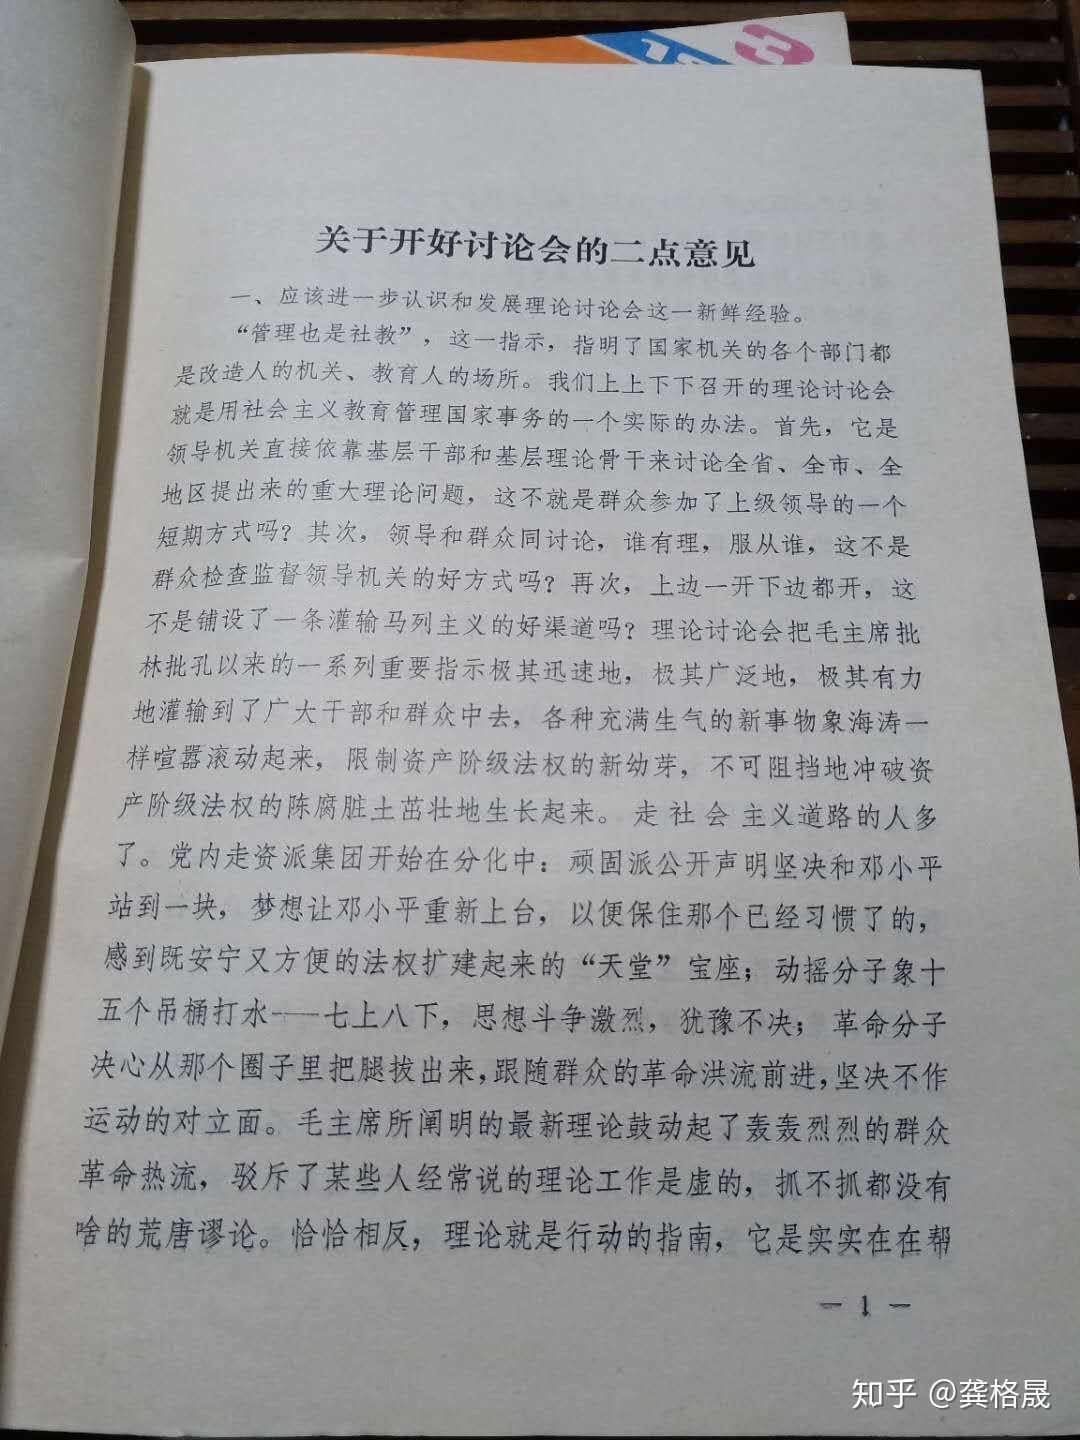 13
关于开好讨论会的二点意见
一、应该进一步认识和发展理论讨论会这一新鲜经验。
“管理也是社教”，这一指示，指明了国家机关的各个部门都
是改造人的机关、教育人的场所。我们上上下下召开的理论讨论会
就是用社会主义教育管理国家事务的一个实际的办法。首先，它是
领导机关直接依靠基层干部和基层理论骨干来讨论全省、全市、全
地区提出来的重大理论问题，这不就是群众参加了上级领导的一个
短期方式吗？其次，领导和群众同讨论，谁有理，服从谁，这不是
群众检查监督领导机关的好方式吗？再次，上边一开下边都开，这
不是铺设了一条灌输马列主义的好渠道吗？理论讨论会把毛主席批
林批孔以来的一系列重要指示极其迅速地，极其广泛地，极其有力
地灌输到了广大干部和群众中去，各种充满生气的新事物象海涛一
样喧嚣滚动起来，限制资产阶级法权的新幼芽，不可阻挡地冲破资
产阶级法权的陈腐脏土茁壮地生长起来。走社会主义道路的人多
了。党内走资派集团开始在分化中：顽固派公开声明坚决和邓小平
站到一块，梦想让邓小平重新上台，以便保住那个已经习惯了的，
感到既安宁又方便的法权扩建起来的“天堂”宝座；动摇分子象十
五个吊桶打水——七上八下，思想斗争激烈，犹豫不决；革命分子
决心从那个圈子里把腿拔出来，跟随群众的革命洪流前进，坚决不作
运动的对立面。毛主席所阐明的最新理论鼓动起了轰轰烈烈的群众
革命热流，驳斥了某些人经常说的理论工作是虚的，抓不抓都没有
啥的荒唐谬论。恰恰相反，理论就是行动的指南，它是实实在在帮
— 1 —
知乎 @龚格晟